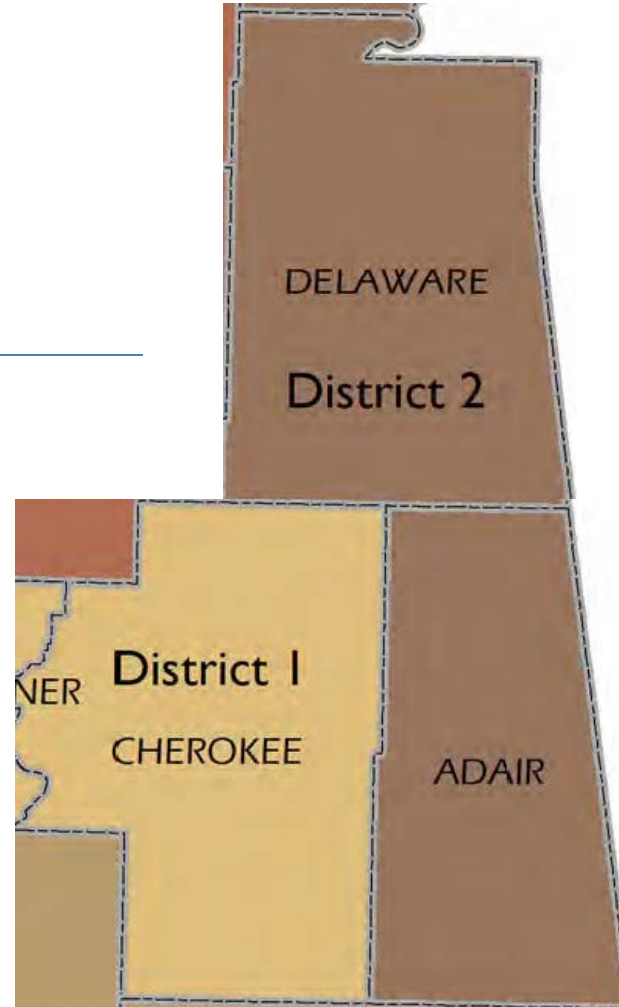 DELAWARE
District 2
District 1
NER
CHEROKEE
ADAIR